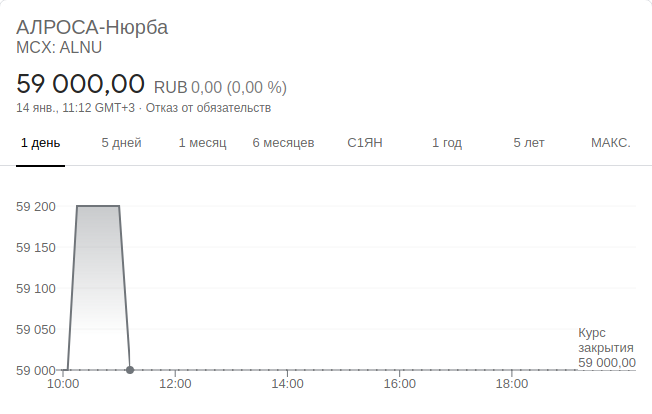 АЛРОСА-Нюрба
MCX: ALNU
59 000,00 RUB 0,00 (0,00 %)
14 янв., 11:12 GMT+3 · Отказ от обязательств
1 день 5 дней 1 месяц 6 месяцев С1ЯН 1 год 5 лет МАКС.
59 200
59 150
59 100
59 050
59 000
Курс
закрытия
59 000,00
10:00 12:00 14:00 16:00 18:00